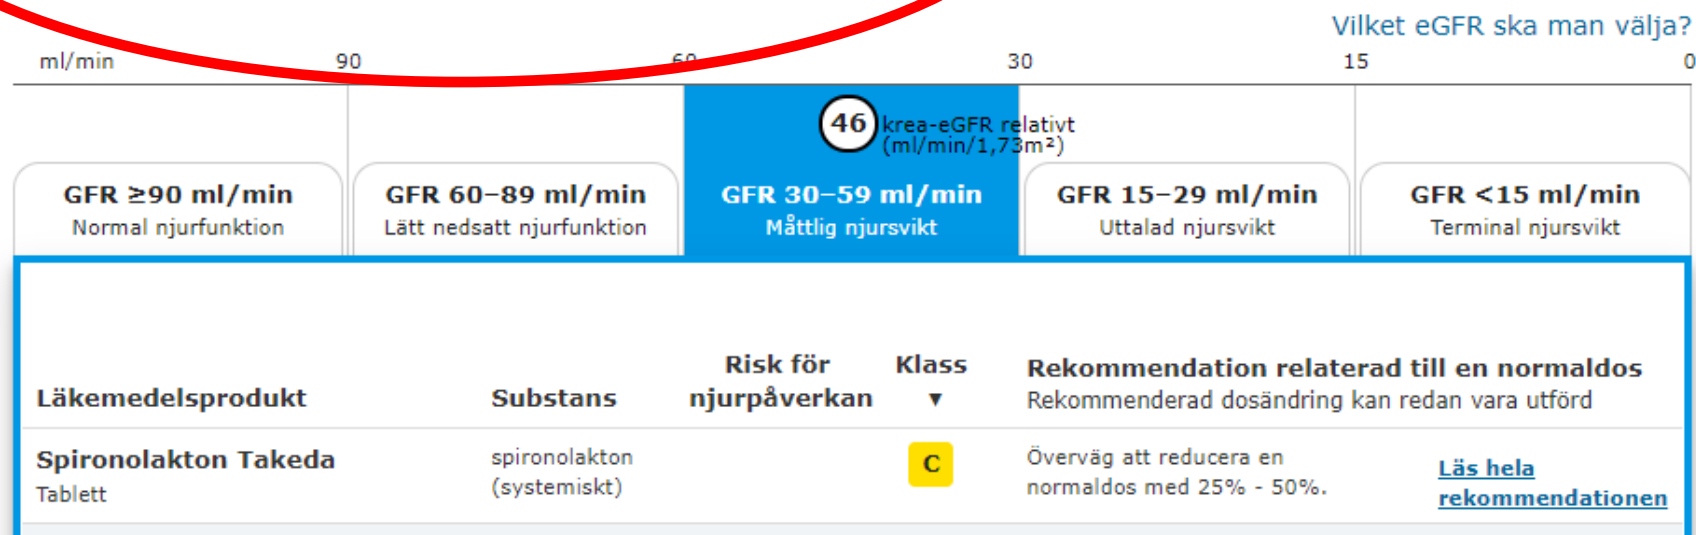 Vilket eGFR ska man välja?
ml/min 90 60 30 15 0
46 krea-eGFR relativt
(ml/min/1,73m²)
GFR ≥90 ml/min GFR 60–89 ml/min GFR 30–59 ml/min GFR 15–29 ml/min GFR <15 ml/min
Normal njurfunktion Lätt nedsatt njurfunktion Måttlig njursvikt Uttalad njursvikt Terminal njursvikt
Risk för Klass Rekommendation relaterad till en normaldos
Läkemedelsprodukt Substans njurpåverkan ▼ Rekommenderad dosändring kan redan vara utförd
Spironolakton Takeda spironolakton C Överväg att reducera en Läs hela
Tablett (systemiskt) normaldos med 25% - 50%. rekommendationen